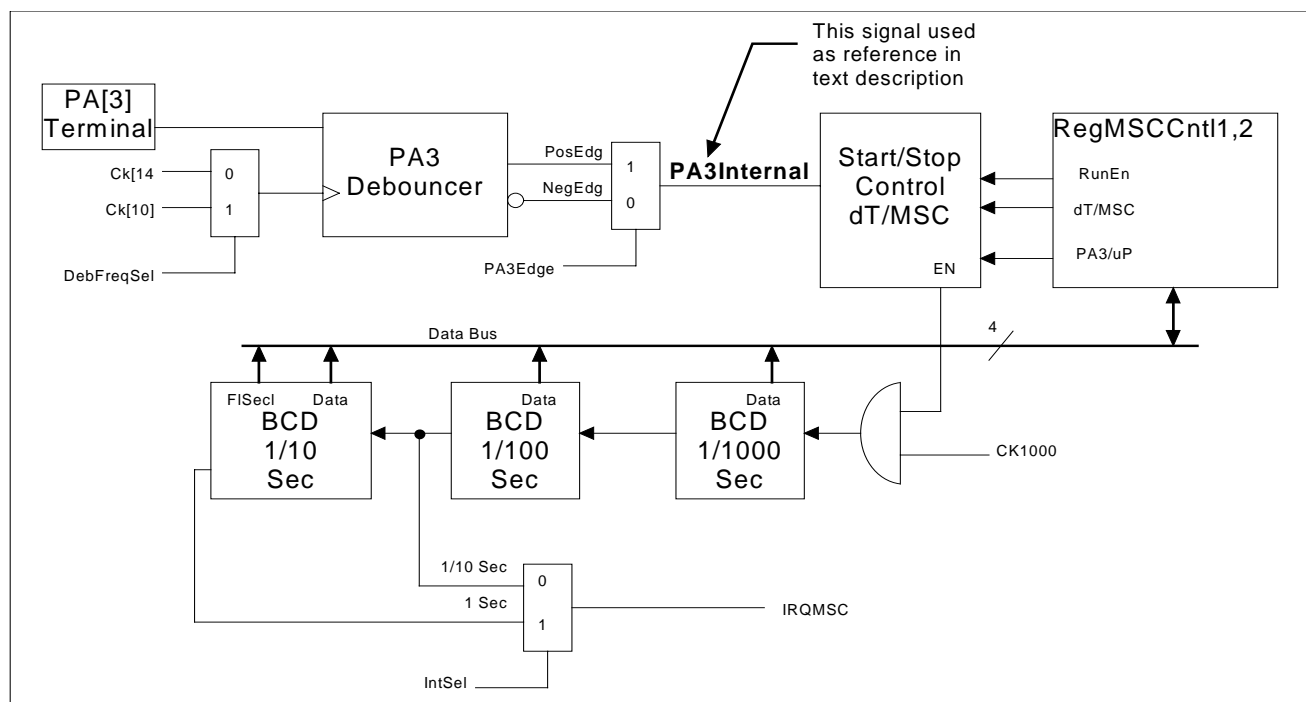 This signal used
as reference in
text description
PA[3]
Terminal
PA3
Debouncer
Ck[14
Ck[10]
0
1
DebFreqSel
PosEdg
NegEdg
1
0
PA3Edge
PA3Internal
Start/Stop
Control
dT/MSC
EN
RegMSCCntl1,2
RunEn
dT/MSC
PA3/uP
Data Bus
4
FlSecl Data
BCD
1/10
Sec
Data
BCD
1/100
Sec
Data
BCD
1/1000
Sec
CK1000
1/10 Sec
1 Sec
0
1
IRQMSC
IntSel